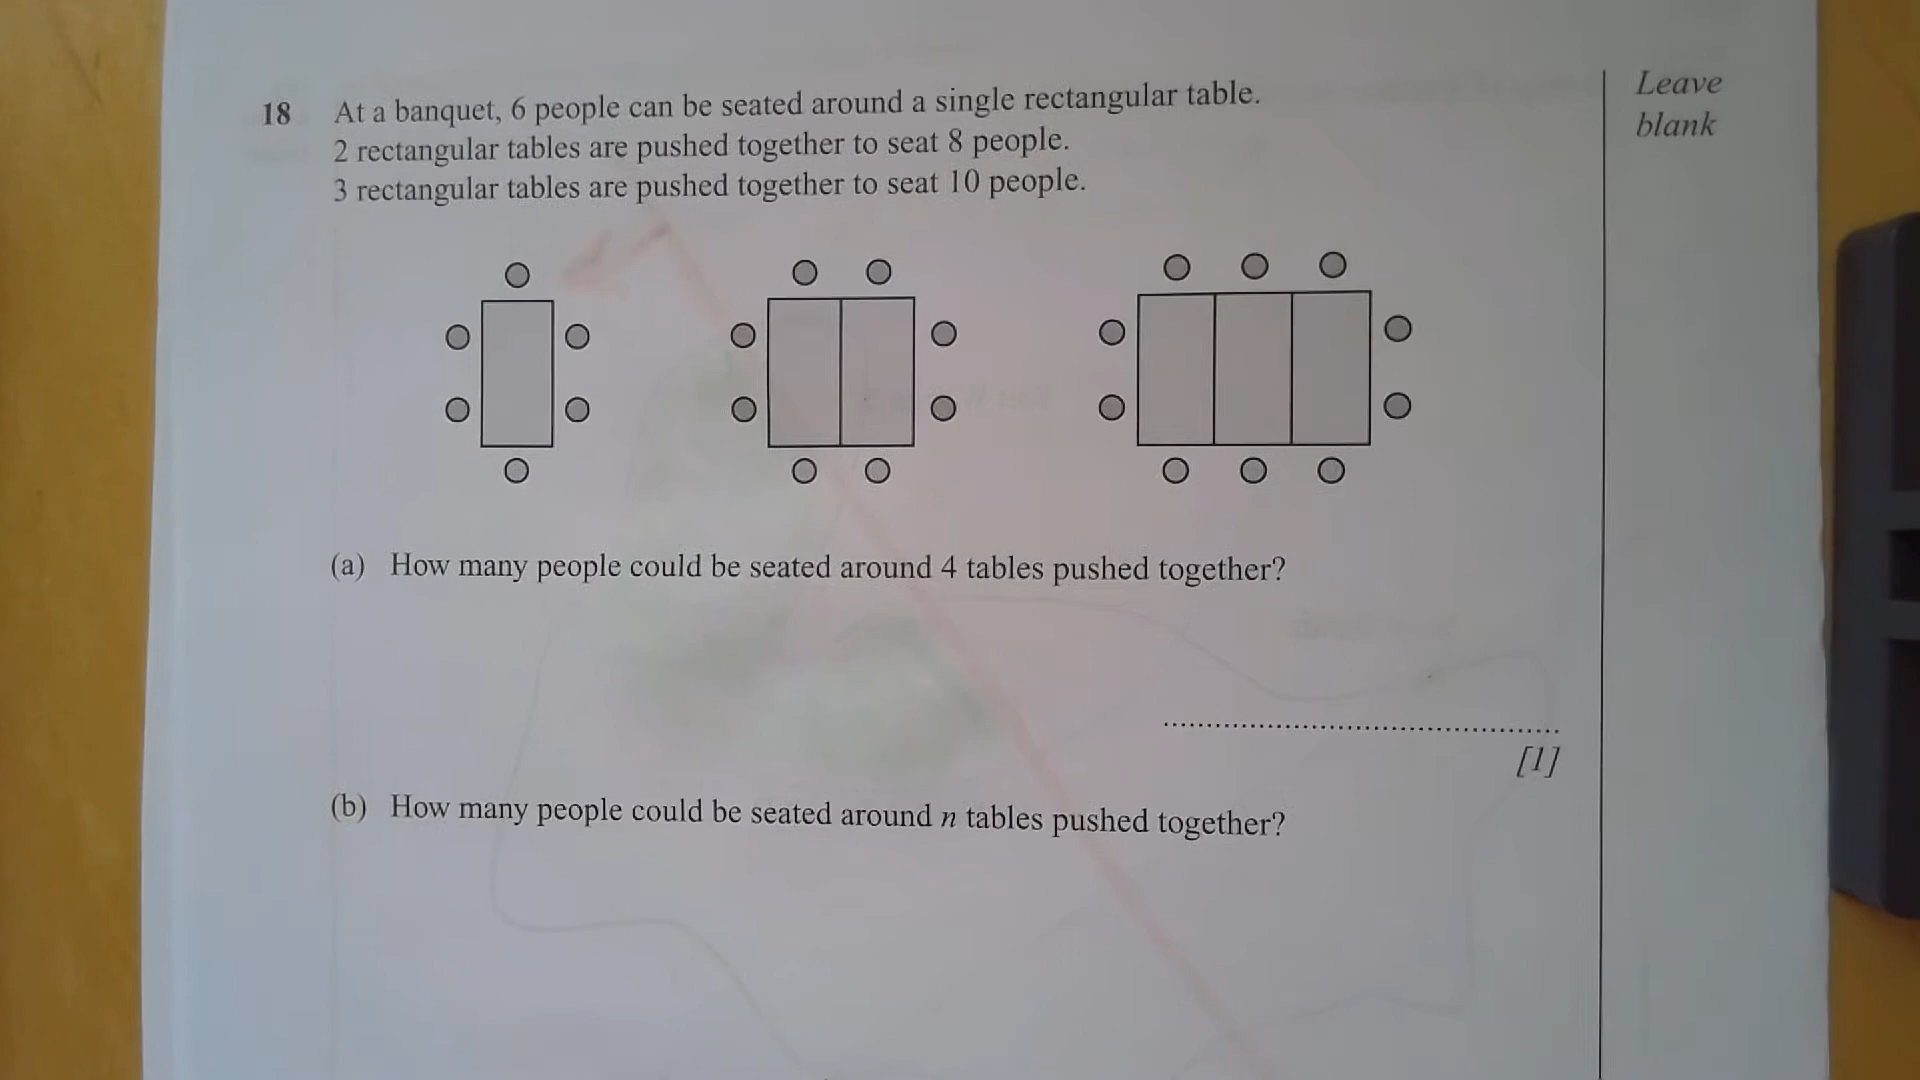 18 At a banquet, 6 people can be seated around a single rectangular table.
2 rectangular tables are pushed together to seat 8 people.
3 rectangular tables are pushed together to seat 10 people.
Leave
blank
(a) How many people could be seated around 4 tables pushed together?
[1]
(b) How many people could be seated around n tables pushed together?